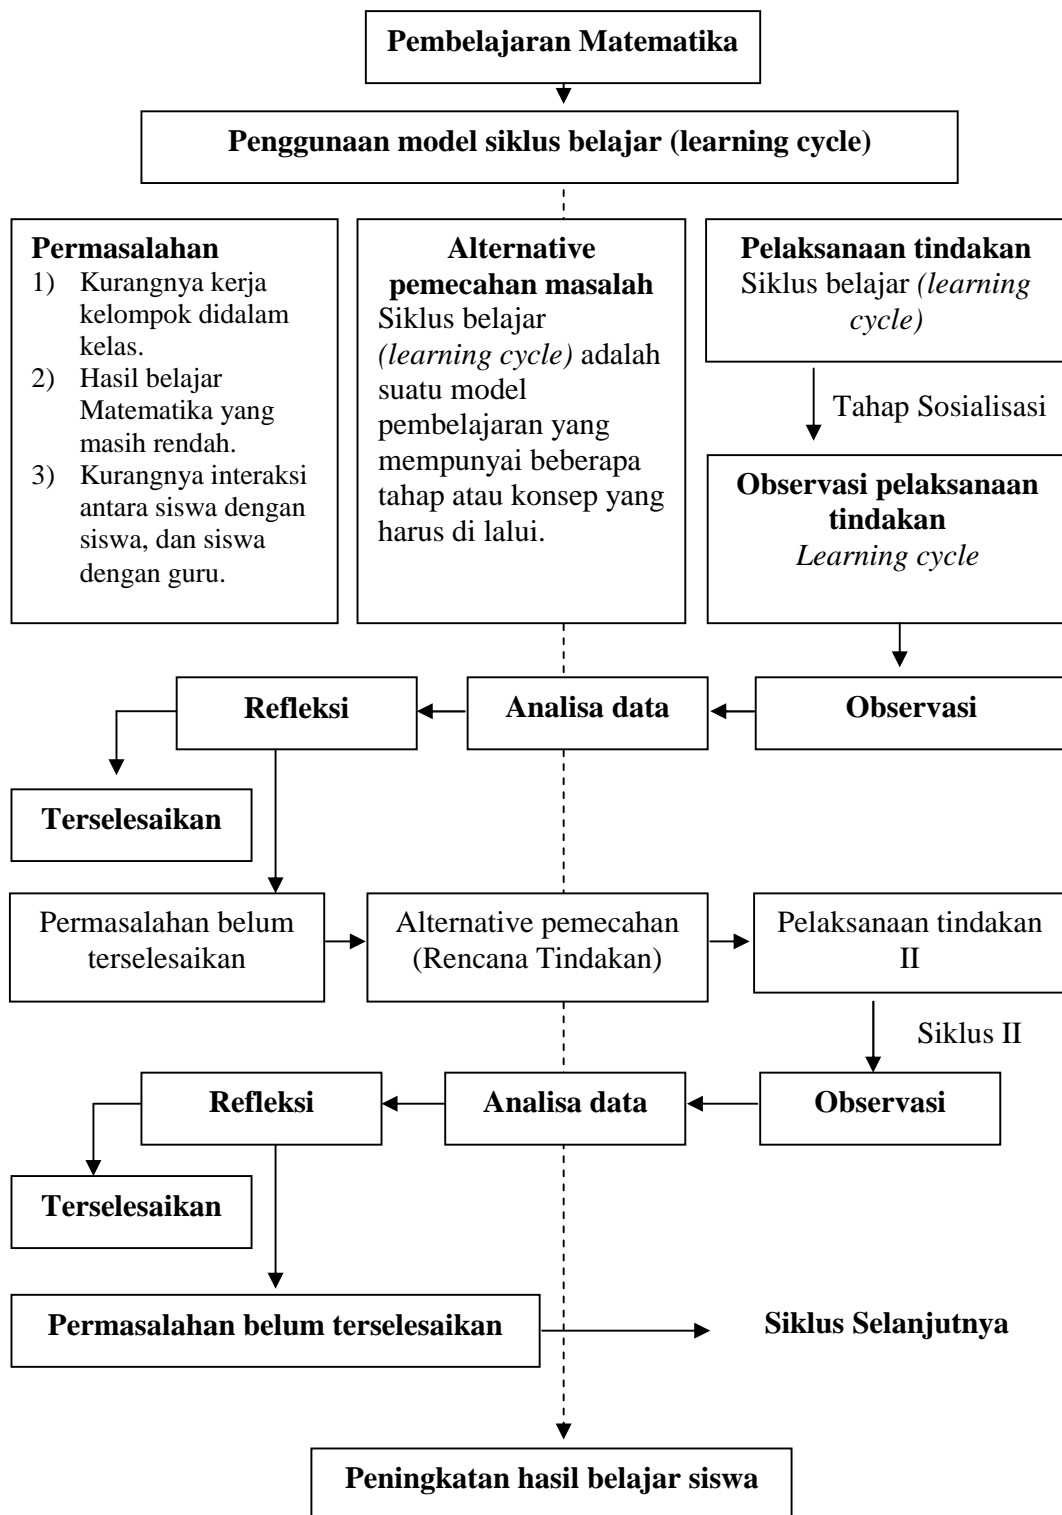 Pembelajaran Matematika
Penggunaan model siklus belajar (learning cycle)
Permasalahan
1) Kurangnya kerja
kelompok didalam
kelas.
2) Hasil belajar
Matematika yang
masih rendah.
3) Kurangnya interaksi
antara siswa dengan
siswa, dan siswa
dengan guru.
Alternative
pemecahan masalah
Siklus belajar
(learning cycle) adalah
suatu model
pembelajaran yang
mempunyai beberapa
tahap atau konsep yang
harus di lalui.
Pelaksanaan tindakan
Siklus belajar (learning
cycle)
Tahap Sosialisasi
Observasi pelaksanaan
tindakan
Learning cycle
Refleksi
Analisa data
Observasi
Terselesaikan
Permasalahan belum
terselesaikan
Alternative pemecahan
(Rencana Tindakan)
Pelaksanaan tindakan
II
Siklus II
Refleksi
Analisa data
Observasi
Terselesaikan
Permasalahan belum terselesaikan
Siklus Selanjutnya
Peningkatan hasil belajar siswa